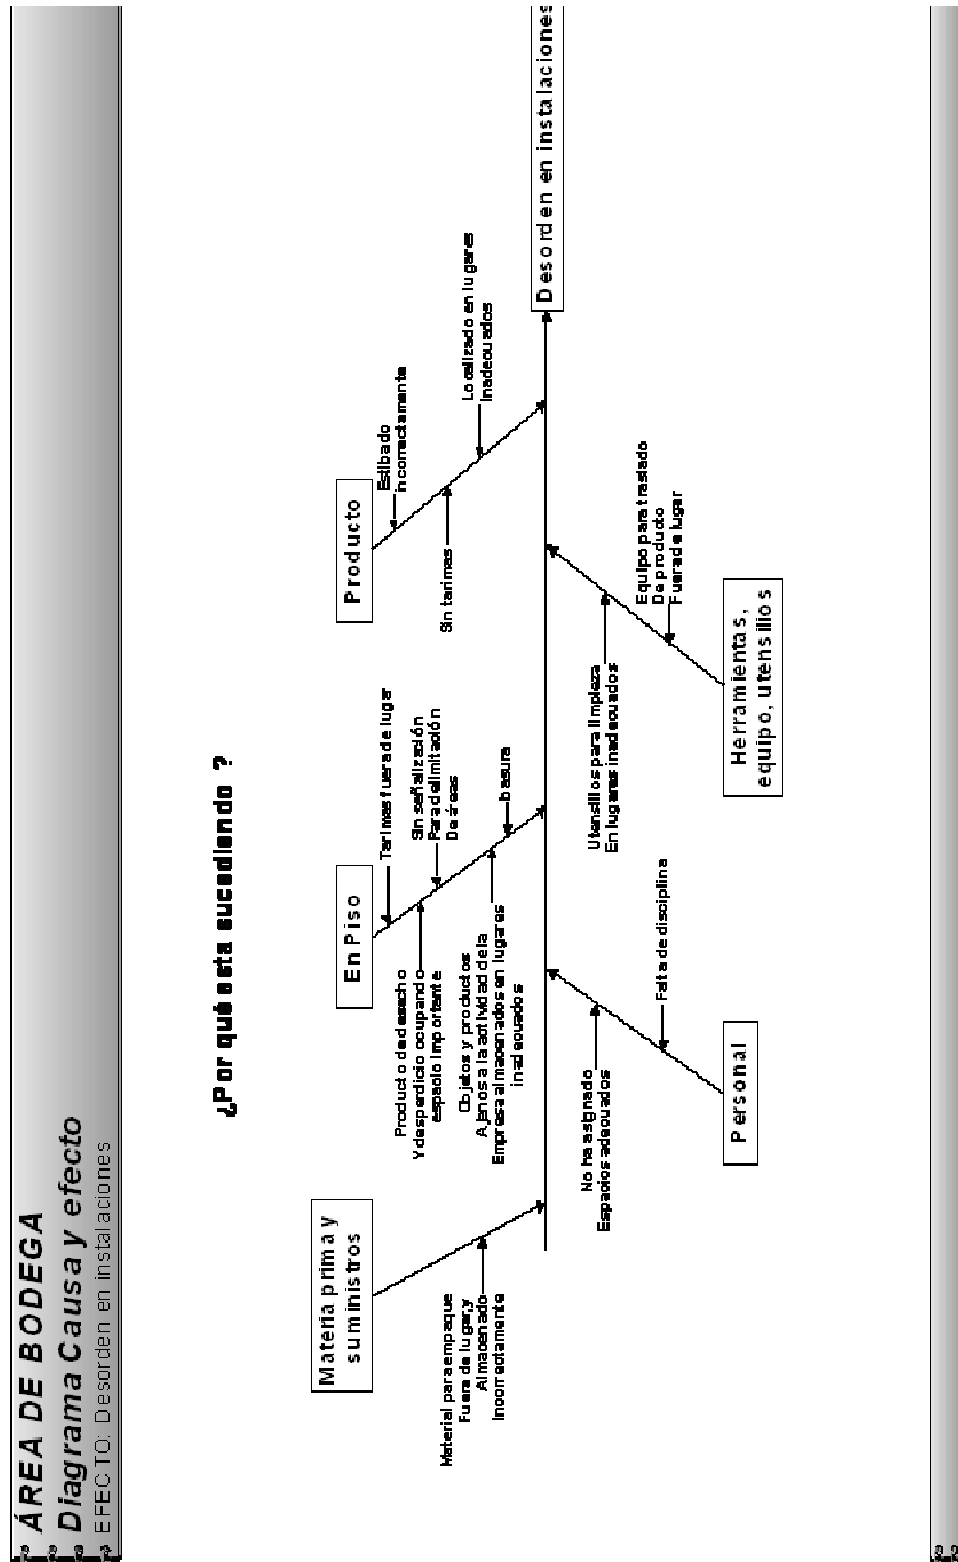 ÁREA DE BODEGA
Diagrama Causa y efecto
EFECTO: Desorden en instalaciones
¿Por qué esta sucediendo ?
Materia prima y
suministros
Material para empaque
Fuera de lugar,y
Almacenado
Incorrectamente
En Piso
Tarimas fuera de lugar
Sin señalización
Para delimitación
De áreas
basura
Producto de desecho
Y desperdicio ocupando
espacio importante
Objetos y productos
Ajenos a la actividad de la
Empresa almacenados en lugares
inadecuados
Producto
Estibado
incorrectamente
Localizado en lugares
Inadecuados
Sin tarimas
Personal
No ha asignado
Espacios adecuados
Falta de disciplina
Herramientas,
equipo, utensilios
Utensilios para limpieza
En lugares inadecuados
Equipo para traslado
De producto
Fuera de lugar
Desorden en instalaciones